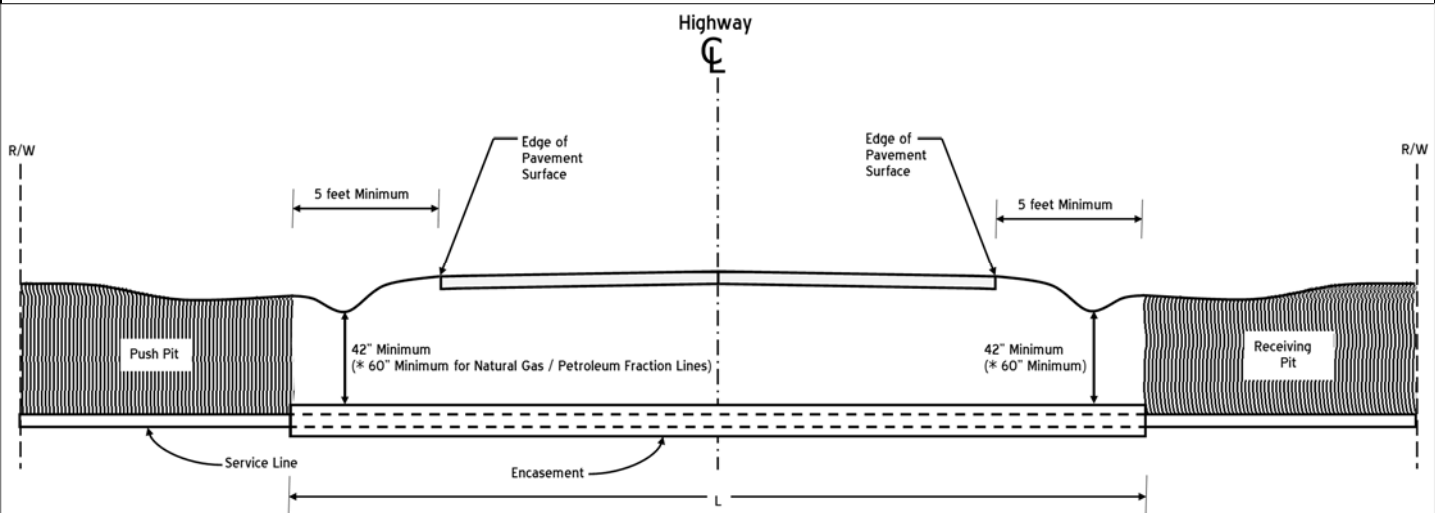 Highway
℄
R/W
Edge of
Pavement
Surface
Edge of
Pavement
Surface
R/W
5 feet Minimum
5 feet Minimum
Push Pit
42" Minimum
(* 60" Minimum for Natural Gas / Petroleum Fraction Lines)
42" Minimum
(* 60" Minimum)
Receiving
Pit
Service Line
Encasement
L